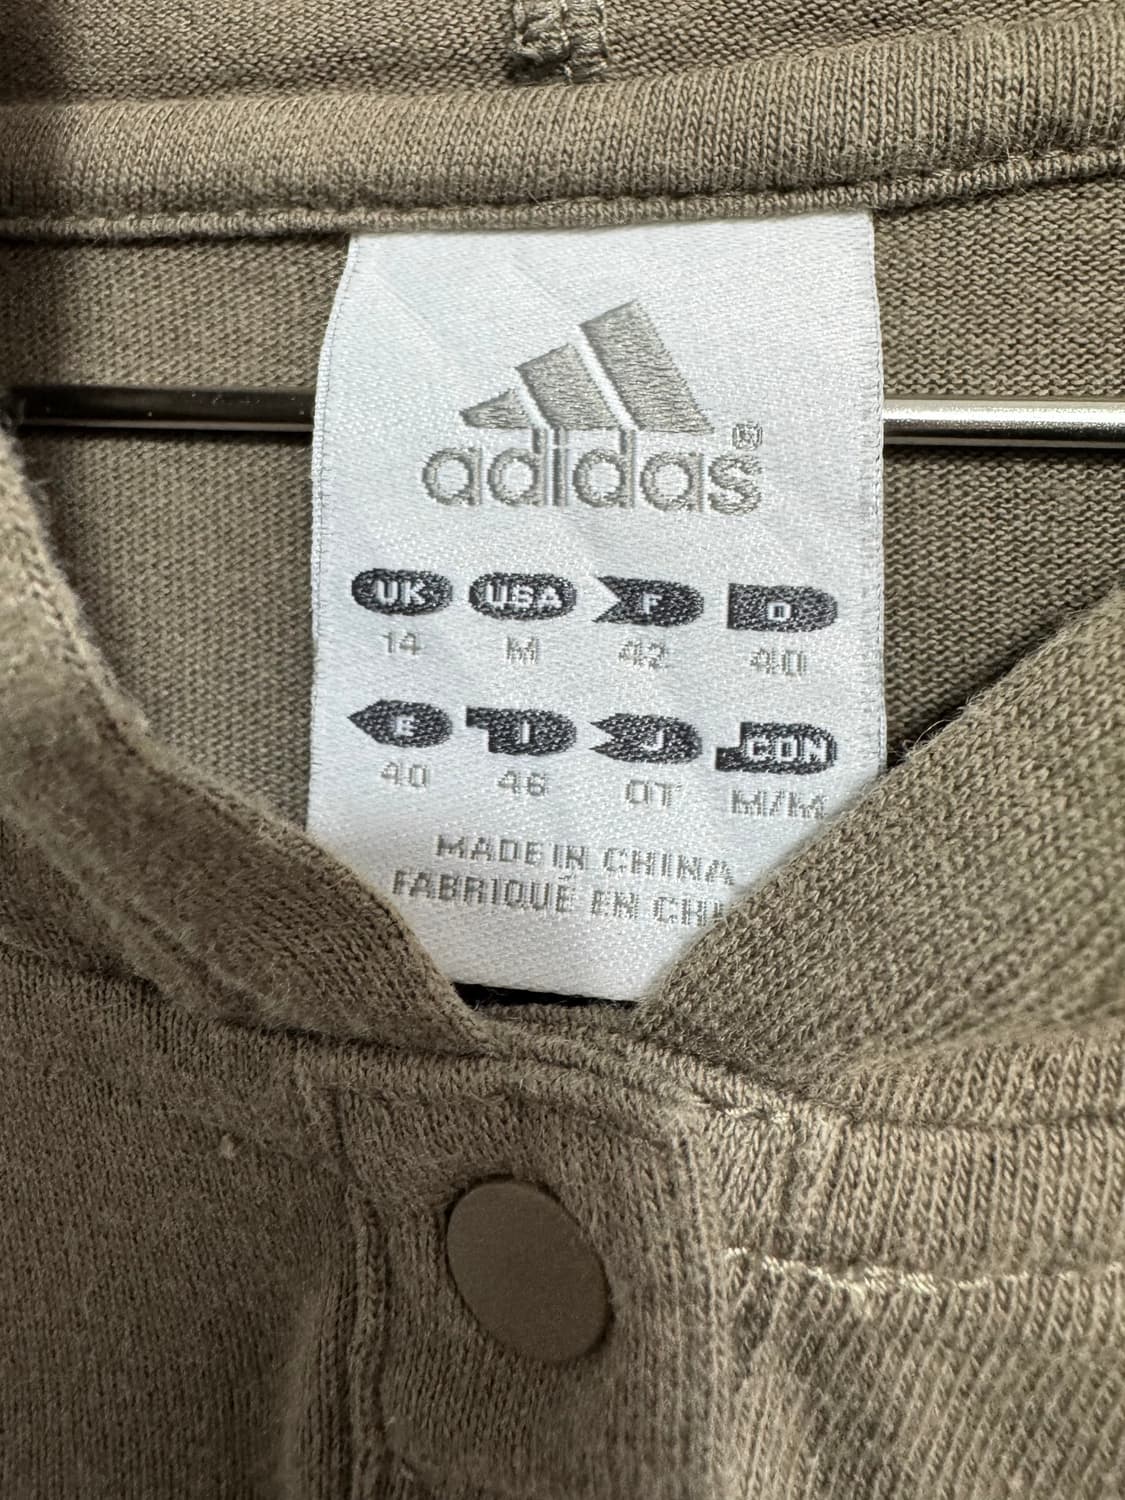 adidas®
UK USA F D
14 M 42 40
E I J CDN
40 46 OT M/M
MADE IN CHINA
FABRIQUÉ EN CHI